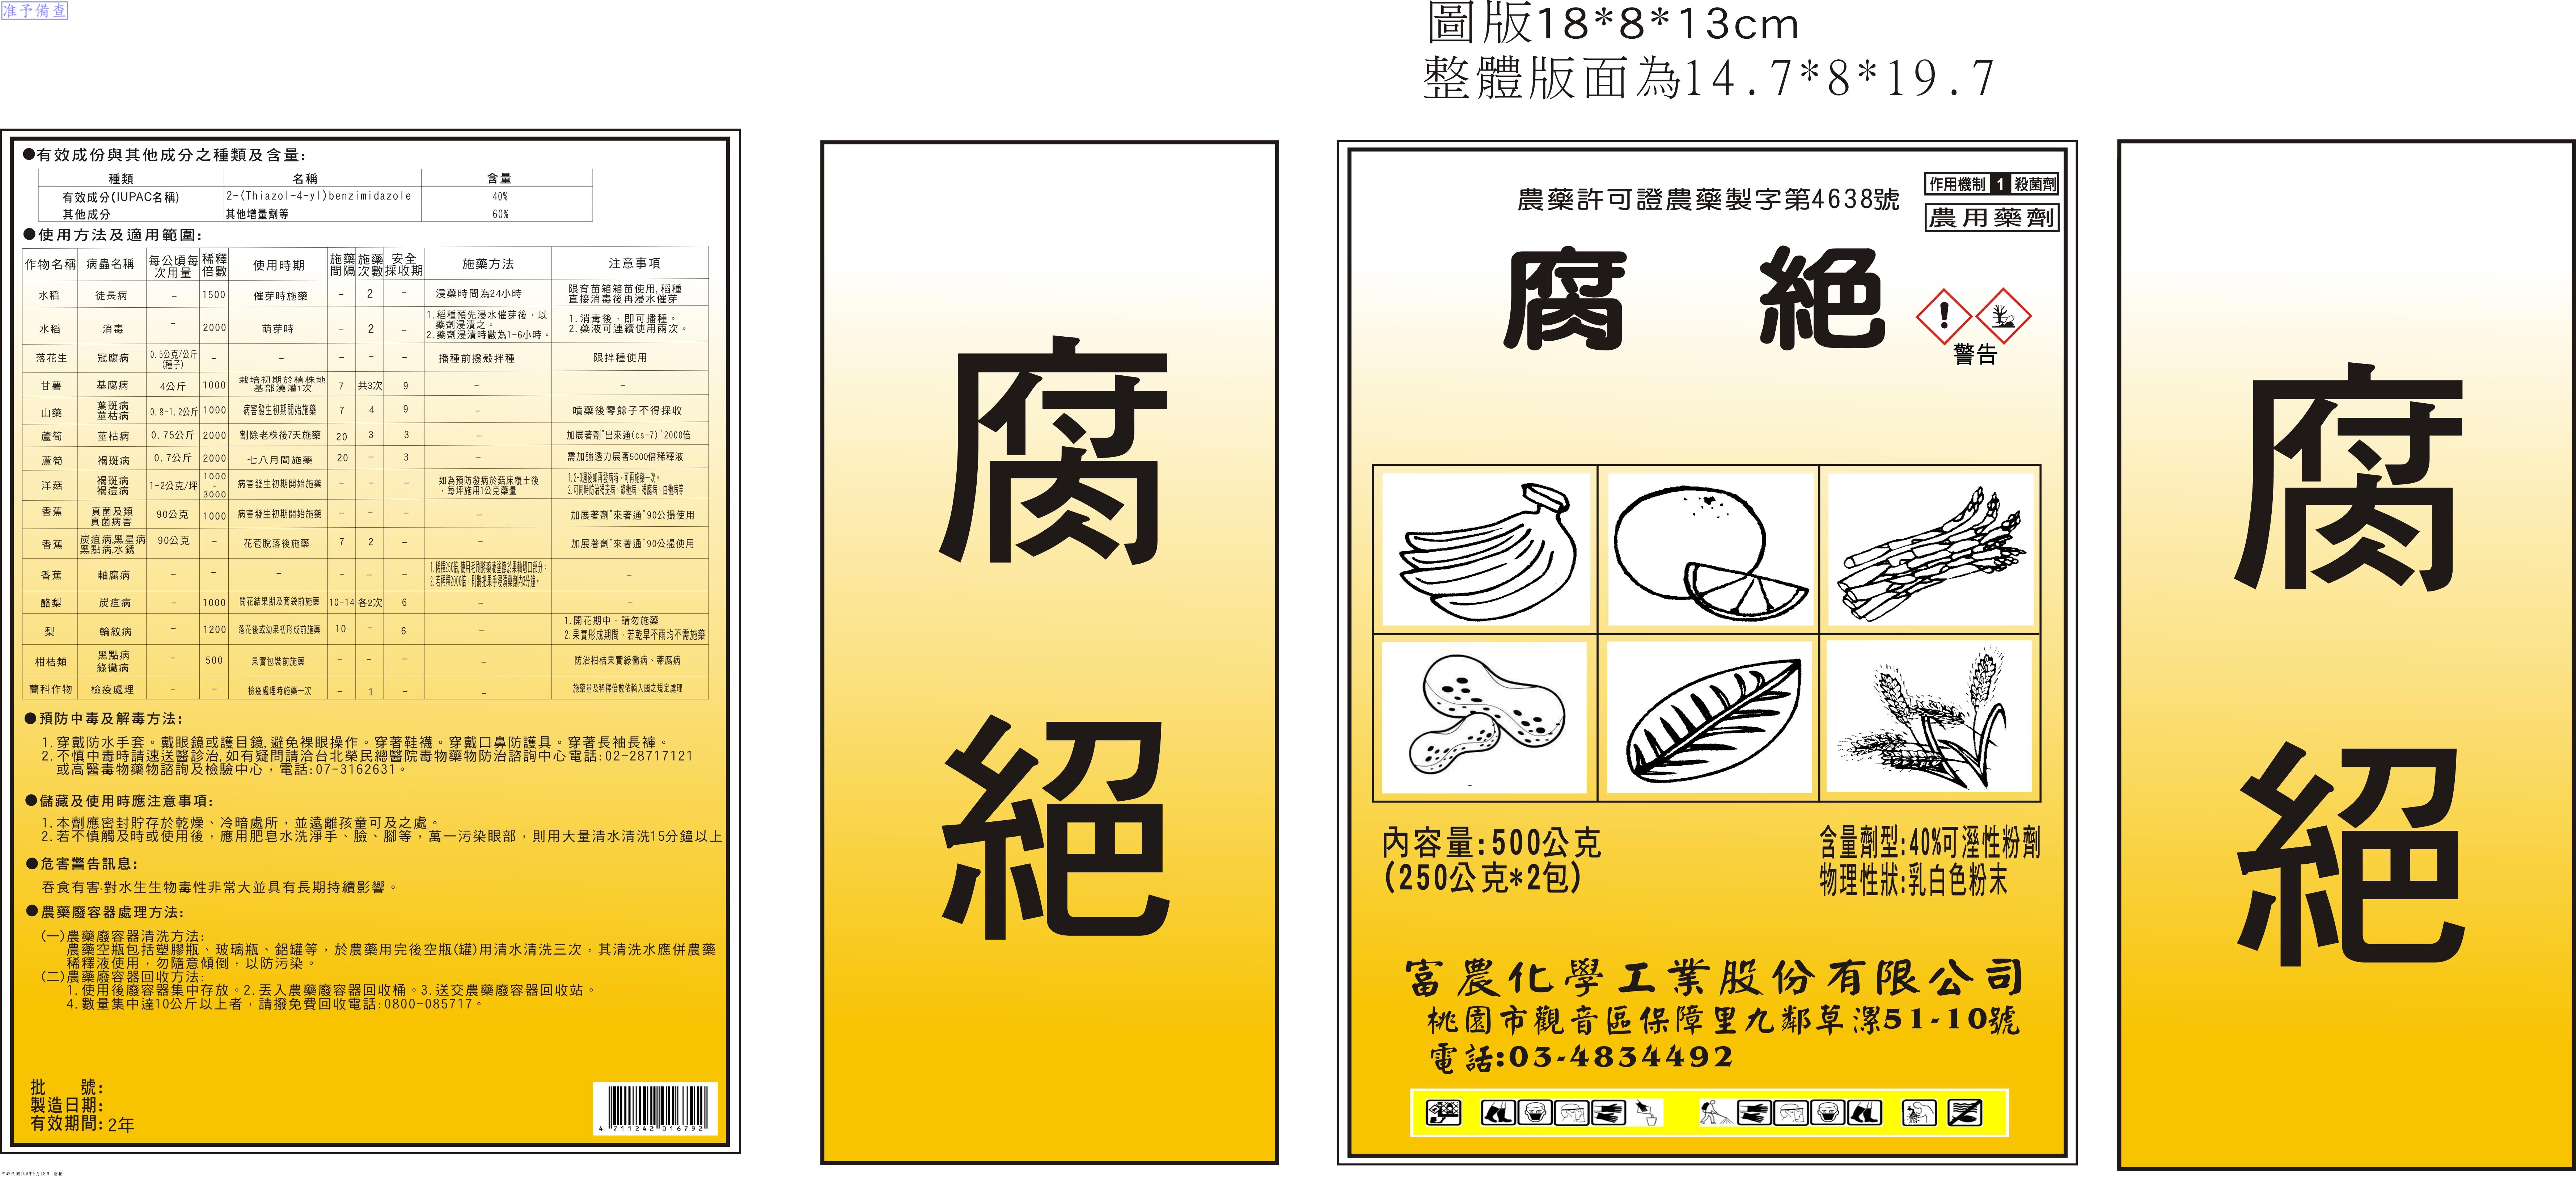 准予備查
圖版18*8*13cm
整體版面為14.7*8*19.7
●有效成份與其他成分之種類及含量:
種類 名稱 含量
有效成分(IUPAC名稱) 2-(Thiazol-4-yl)benzimidazole 40%
其他成分 其他增量劑等 60%
●使用方法及適用範圍:
作物名稱 病蟲名稱 每公頃每次用量 稀釋倍數 使用時期 施藥間隔 施藥次數 安全採收期 施藥方法 注意事項
水稻 徒長病 - 1500 催芽時施藥 - 2 - 浸藥時間為24小時 限育苗箱箱苗使用,稻種直接消毒後再浸水催芽
水稻 消毒 - 2000 萌芽時 - 2 - 1.稻種預先浸水催芽後，以藥劑浸漬之。 2.藥劑浸漬時數為1-6小時。 1.消毒後，即可播種。 2.藥液可連續使用兩次。
落花生 冠腐病 0.5公克/公斤(種子) - - - - - 播種前撥殼拌種 限拌種使用
甘薯 基腐病 4公斤 1000 栽培初期於植株地基部澆灌1次 7 共3次 9 - -
山藥 葉斑病 莖枯病 0.8-1.2公斤 1000 病害發生初期開始施藥 7 4 9 - 噴藥後零餘子不得採收
蘆筍 莖枯病 0.75公斤 2000 割除老株後7天施藥 20 3 3 - 加展著劑"出來通(cs-7)"2000倍
蘆筍 褐斑病 0.7公斤 2000 七八月間施藥 20 - 3 - 需加強透力展著5000倍稀釋液
洋菇 褐斑病 褐痘病 1-2公克/坪 1000-3000 病害發生初期開始施藥 - - - 如為預防發病於菇床覆土後，每坪施用1公克藥量 1.2-3週後如再發病時，可再施藥一次。 2.可同時防治褐斑病、綠黴病、褐腐病、白黴病等
香蕉 真菌及類真菌病害 90公克 1000 病害發生初期開始施藥 - - - - 加展著劑"來著通"90公撮使用
香蕉 炭疽病,黑星病 黑點病,水銹 90公克 - 花苞脫落後施藥 7 2 - - 加展著劑"來著通"90公撮使用
香蕉 軸腐病 - - - - - - 1.稀釋250倍,使用毛刷將藥液塗擦於果軸切口部分。 2.若稀釋2000倍，則將把果手浸漬藥劑內3分鐘。 -
酪梨 炭疽病 - 1000 開花結果期及套袋前施藥 10-14 各2次 6 - -
梨 輪紋病 - 1200 落花後或幼果初形成前施藥 10 - 6 - 1.開花期中，請勿施藥 2.果實形成期間，若乾旱不雨均不需施藥
柑桔類 黑點病 綠黴病 - 500 果實包裝前施藥 - - - - 防治柑桔果實綠黴病、蒂腐病
蘭科作物 檢疫處理 - - 檢疫處理時施藥一次 - 1 - - 施藥量及稀釋倍數依輸入國之規定處理
●預防中毒及解毒方法:
1.穿戴防水手套。戴眼鏡或護目鏡,避免裸眼操作。穿著鞋襪。穿戴口鼻防護具。穿著長袖長褲。
2.不慎中毒時請速送醫診治,如有疑問請洽台北榮民總醫院毒物藥物防治諮詢中心電話:02-28717121
或高醫毒物藥物諮詢及檢驗中心，電話:07-3162631。
●儲藏及使用時應注意事項:
1.本劑應密封貯存於乾燥、冷暗處所，並遠離孩童可及之處。
2.若不慎觸及時或使用後，應用肥皂水洗淨手、臉、腳等，萬一污染眼部，則用大量清水清洗15分鐘以上
●危害警告訊息:
吞食有害.對水生生物毒性非常大並具有長期持續影響。
●農藥廢容器處理方法:
(一)農藥廢容器清洗方法:
農藥空瓶包括塑膠瓶、玻璃瓶、鋁罐等，於農藥用完後空瓶(罐)用清水清洗三次，其清洗水應併農藥
稀釋液使用，勿隨意傾倒，以防污染。
(二)農藥廢容器回收方法:
1.使用後廢容器集中存放。2.丟入農藥廢容器回收桶。3.送交農藥廢容器回收站。
4.數量集中達10公斤以上者，請撥免費回收電話:0800-085717。
批 號:
製造日期:
有效期間:2年
4 711242 016792
腐
絕
農藥許可證農藥製字第4638號
作用機制 1 殺菌劑
農用藥劑
腐 絕
警告
內容量:500公克
(250公克*2包)
含量劑型:40%可溼性粉劑
物理性狀:乳白色粉末
富農化學工業股份有限公司
桃園市觀音區保障里九鄰草漯51-10號
電話:03-4834492
腐
絕